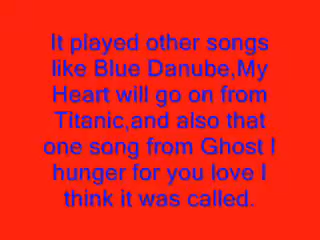 It played other songs
like Blue Danube,My
Heart will go on from
Titanic,and also that
one song from Ghost I
hunger for you love I
think it was called.